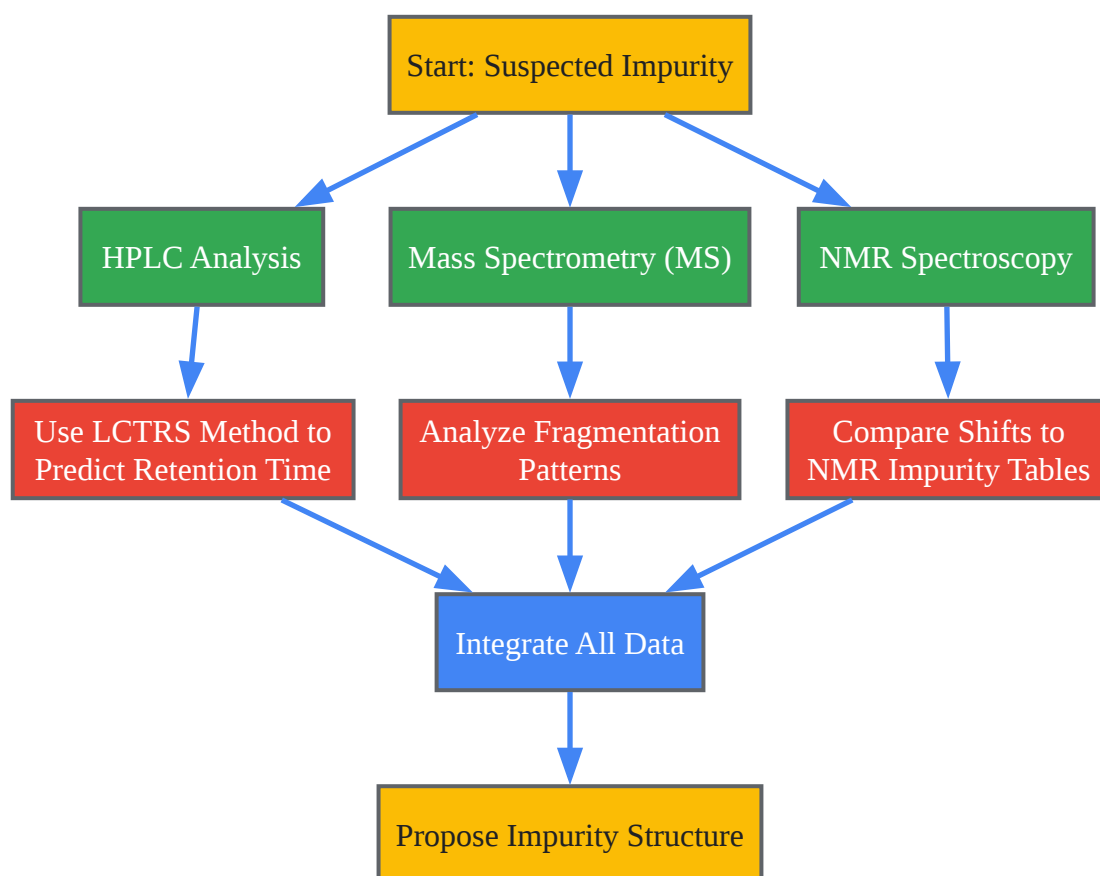 Start: Suspected Impurity
HPLC Analysis
Mass Spectrometry (MS)
NMR Spectroscopy
Use LCTRS Method to
Predict Retention Time
Analyze Fragmentation
Patterns
Compare Shifts to
NMR Impurity Tables
Integrate All Data
Propose Impurity Structure